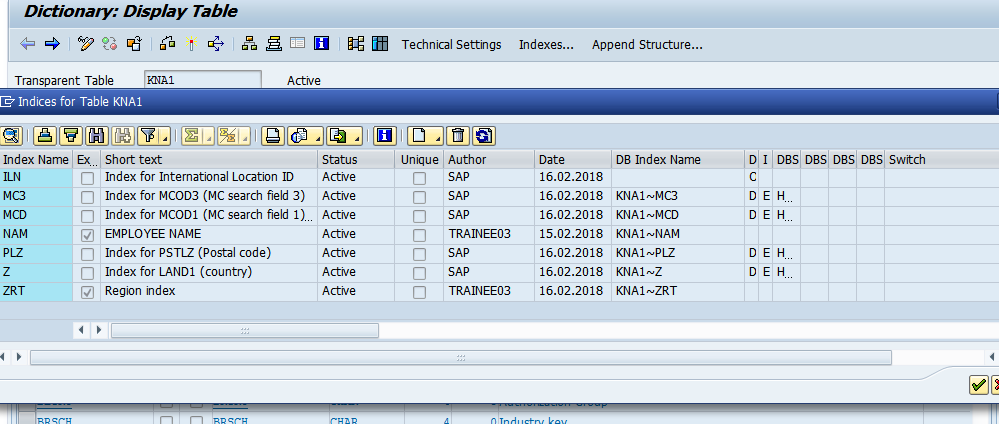 Dictionary: Display Table
Technical Settings Indexes... Append Structure...
Transparent Table KNA1 Active
Indices for Table KNA1
Index Name Ex... Short text Status Unique Author Date DB Index Name D I DBS DBS DBS DBS Switch
ILN Index for International Location ID Active SAP 16.02.2018 C
MC3 Index for MCOD3 (MC search field 3) Active SAP 16.02.2018 KNA1~MC3 D E H...
MCD Index for MCOD1 (MC search field 1)... Active SAP 16.02.2018 KNA1~MCD D E H...
NAM EMPLOYEE NAME Active TRAINEE03 15.02.2018 KNA1~NAM
PLZ Index for PSTLZ (Postal code) Active SAP 16.02.2018 KNA1~PLZ D E H...
Z Index for LAND1 (country) Active SAP 16.02.2018 KNA1~Z D E H...
ZRT Region index Active TRAINEE03 16.02.2018 KNA1~ZRT
Authorization Group
BRSCH BRSCH CHAR 4 0 Industry key